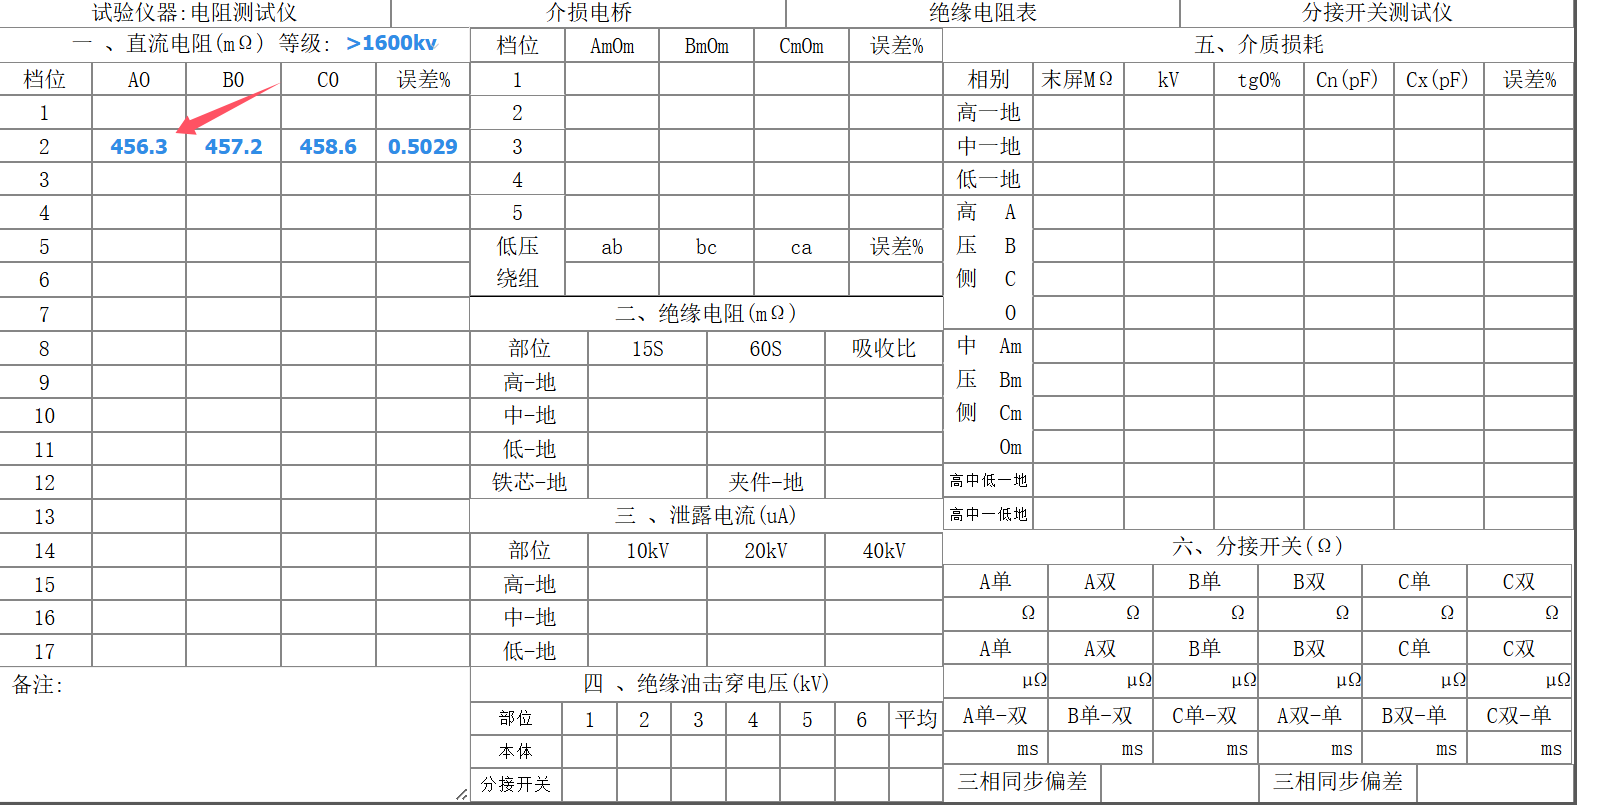 试验仪器:电阻测试仪 介损电桥 绝缘电阻表 分接开关测试仪
一 、直流电阻(mΩ) 等级: >1600kv
档位 A0 B0 C0 误差%
1
2 456.3 457.2 458.6 0.5029
3
4
5
6
7
8
9
10
11
12
13
14
15
16
17
备注:
档位 AmOm BmOm CmOm 误差%
1
2
3
4
5
低压绕组 ab bc ca 误差%
二、绝缘电阻(mΩ)
部位 15S 60S 吸收比
高-地
中-地
低-地
铁芯-地 夹件-地
三 、泄露电流(uA)
部位 10kV 20kV 40kV
高-地
中-地
低-地
四 、绝缘油击穿电压(kV)
部位 1 2 3 4 5 6 平均
本体
分接开关
五、介质损耗
相别 末屏MΩ kV tgO% Cn(pF) Cx(pF) 误差%
高一地
中一地
低一地
高 A
压 B
侧 C
O
中 Am
压 Bm
侧 Cm
Om
高中低一地
高中一低地
六、分接开关(Ω)
A单 A双 B单 B双 C单 C双
Ω Ω Ω Ω Ω Ω
A单 A双 B单 B双 C单 C双
μΩ μΩ μΩ μΩ μΩ μΩ
A单-双 B单-双 C单-双 A双-单 B双-单 C双-单
ms ms ms ms ms ms
三相同步偏差 三相同步偏差